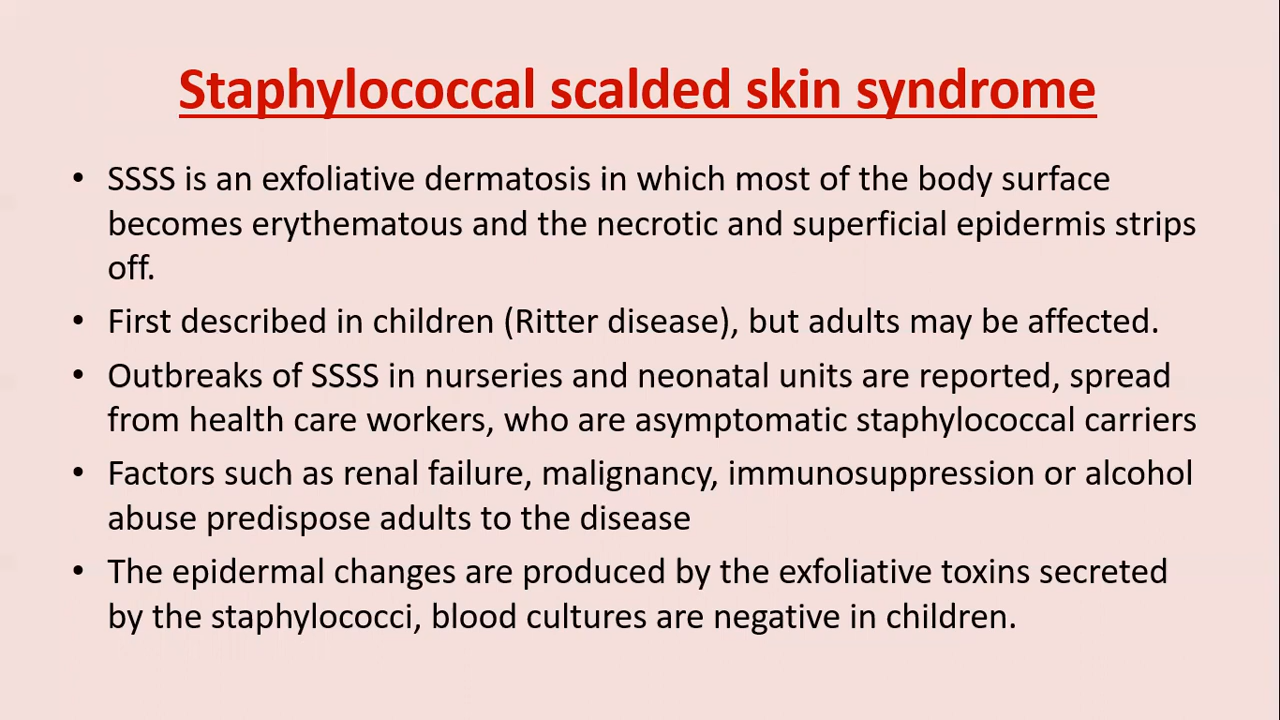 Staphylococcal scalded skin syndrome
• SSSS is an exfoliative dermatosis in which most of the body surface
becomes erythematous and the necrotic and superficial epidermis strips
off.
• First described in children (Ritter disease), but adults may be affected.
• Outbreaks of SSSS in nurseries and neonatal units are reported, spread
from health care workers, who are asymptomatic staphylococcal carriers
• Factors such as renal failure, malignancy, immunosuppression or alcohol
abuse predispose adults to the disease
• The epidermal changes are produced by the exfoliative toxins secreted
by the staphylococci, blood cultures are negative in children.